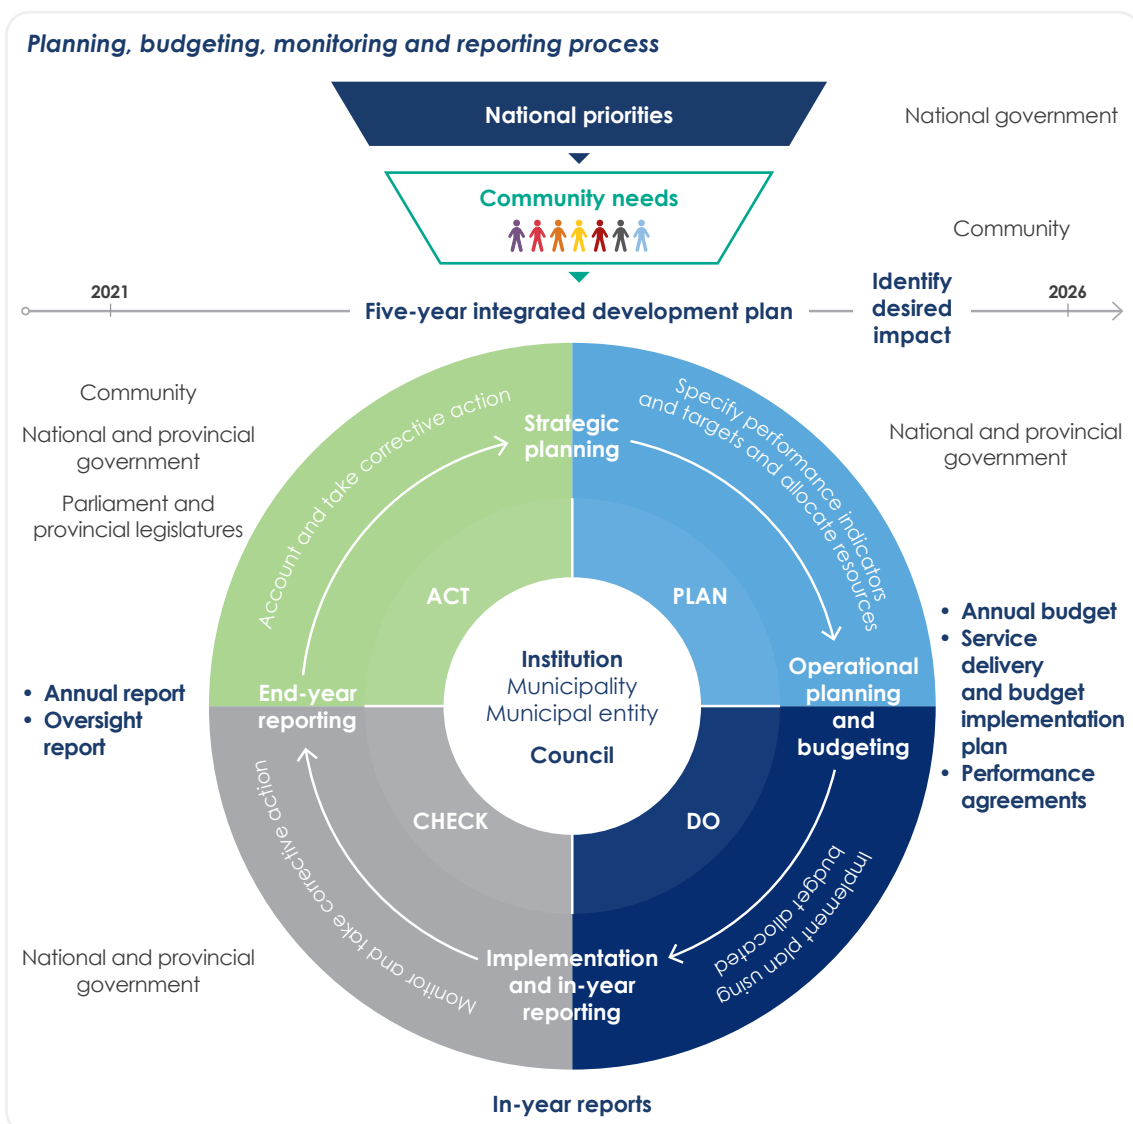 Planning, budgeting, monitoring and reporting process
National priorities
National government
Community needs
Community
2021
Five-year integrated development plan
Identify
desired
impact
2026
Community
National and provincial
government
Parliament and
provincial legislatures
Account and take corrective action
Strategic
planning
Specify performance indicators
and targets and allocate resources
National and provincial
government
ACT
PLAN
Institution
Municipality
Municipal entity
Council
• Annual report
• Oversight
report
End-year
reporting
Operational
planning
and
budgeting
• Annual budget
• Service
delivery
and budget
implementation
plan
• Performance
agreements
CHECK
DO
Monitor and take corrective action
Implement plan using
budget allocated
National and provincial
government
Implementation
and in-year
reporting
In-year reports